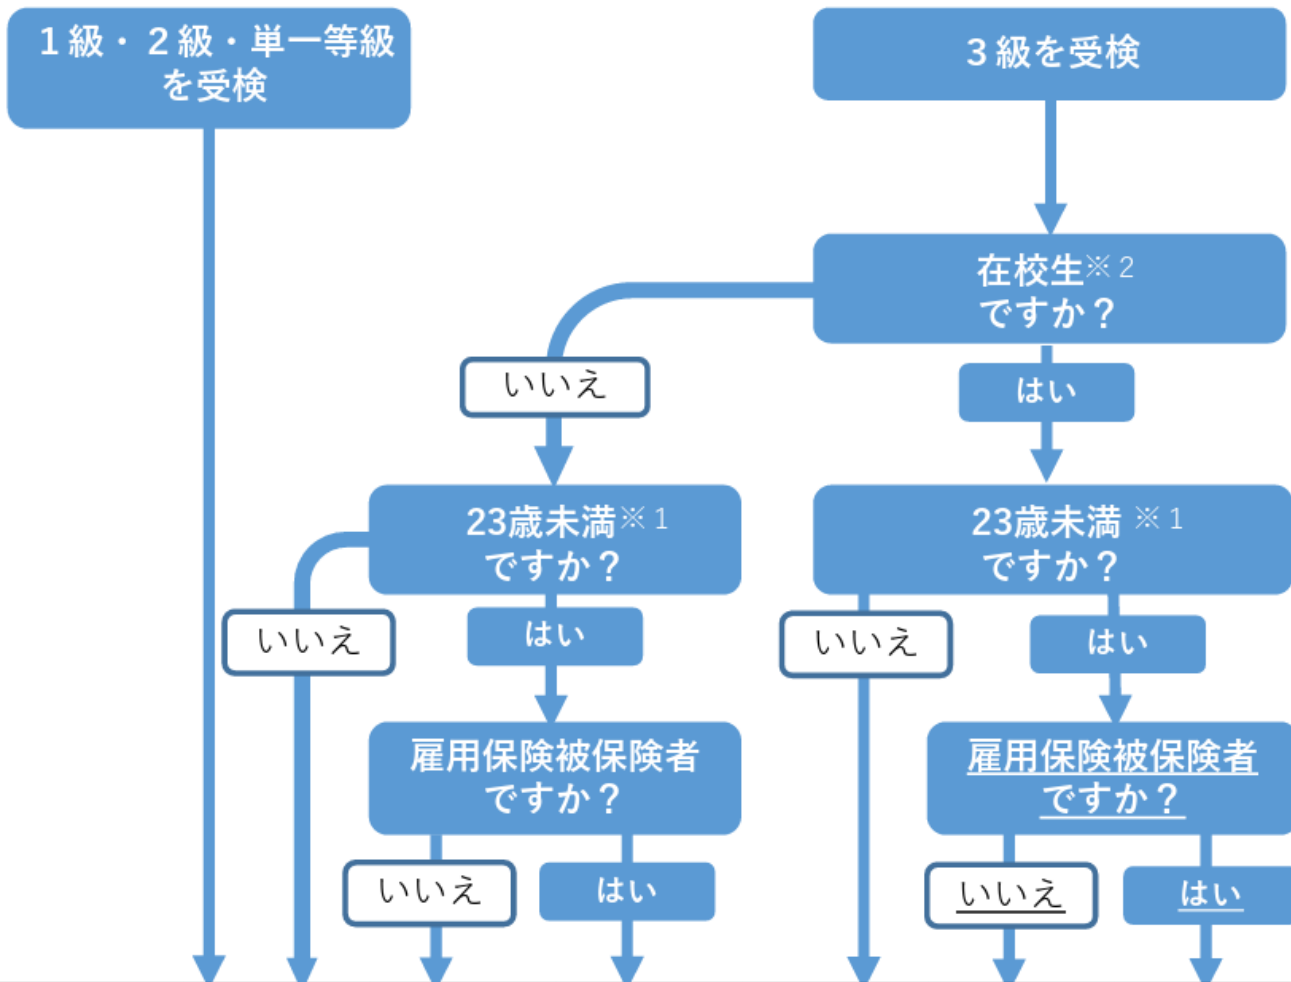 １級・２級・単一等級
を受検
３級を受検
在校生※２
ですか？
いいえ
はい
23歳未満※１
ですか？
23歳未満 ※１
ですか？
いいえ
はい
いいえ
はい
雇用保険被保険者
ですか？
雇用保険被保険者
ですか？
いいえ
はい
いいえ
はい